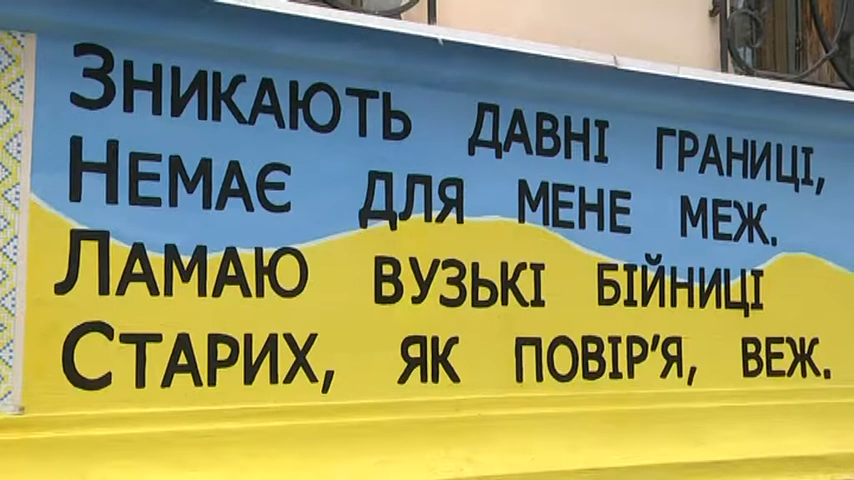 Зникають давні границі,
Немає для мене меж.
Ламаю вузькі бійниці
Старих, як повір'я, веж.